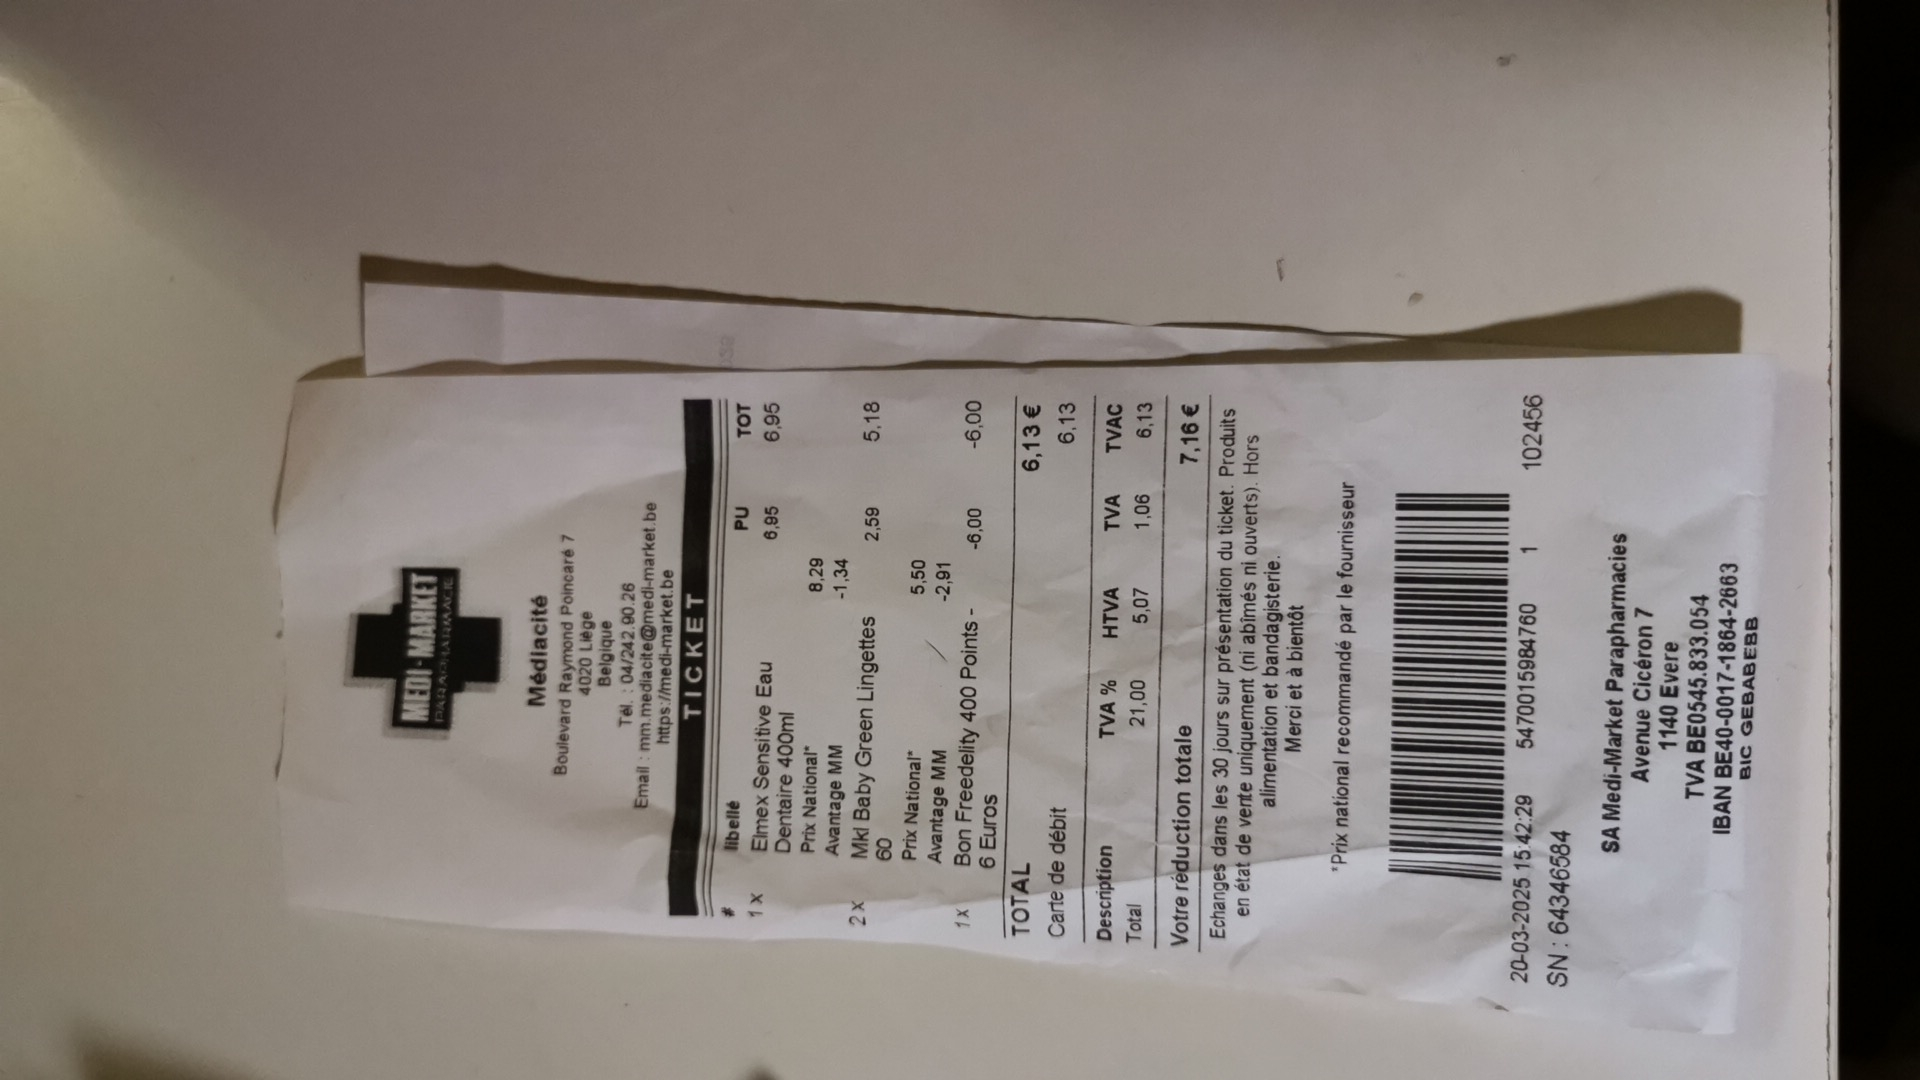 MEDI-MARKET
PARAPHARMACIE
Médiacité
Boulevard Raymond Poincaré 7
4020 Liège
Belgique
Tél. : 04/242.90.26
Email : mm.mediacite@medi-market.be
https://medi-market.be
TICKET
# libellé PU TOT
1 x Elmex Sensitive Eau 6,95 6,95
Dentaire 400ml
Prix National* 8,29
Avantage MM -1,34
2 x Mkl Baby Green Lingettes 2,59 5,18
60
Prix National* 5,50
Avantage MM -2,91
1 x Bon Freedelity 400 Points - -6,00 -6,00
6 Euros
TOTAL 6,13 €
Carte de débit 6,13
Description TVA % HTVA TVA TVAC
Total 21,00 5,07 1,06 6,13
Votre réduction totale 7,16 €
Echanges dans les 30 jours sur présentation du ticket. Produits
en état de vente uniquement (ni abîmés ni ouverts). Hors
alimentation et bandagisterie.
Merci et à bientôt
*Prix national recommandé par le fournisseur
20-03-2025 15:42:29 5470015984760 1 102456
SN : 64346584
SA Medi-Market Parapharmacies
Avenue Cicéron 7
1140 Evere
TVA BE0545.833.054
IBAN BE40-0017-1864-2663
BIC GEBABEBB